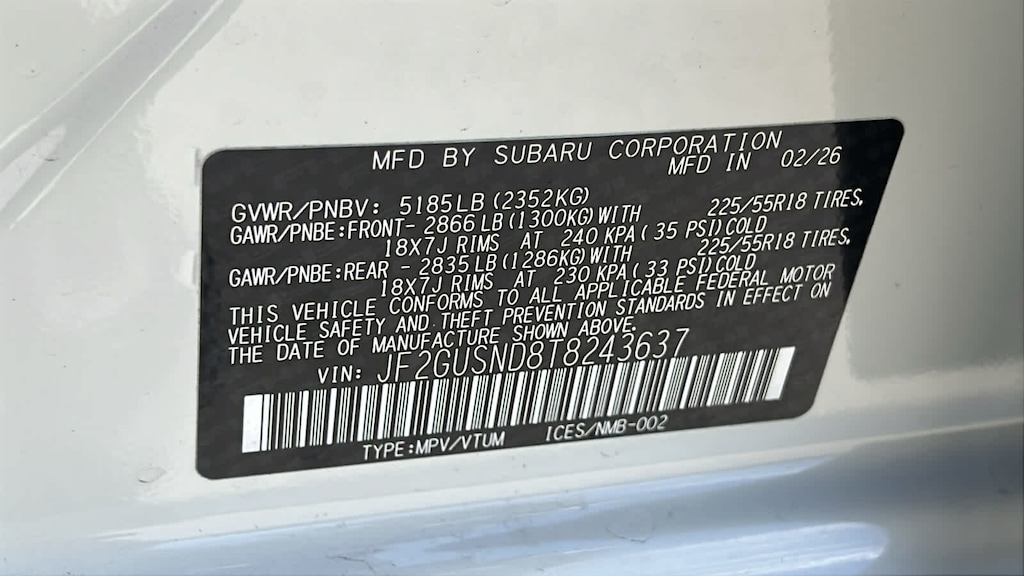 MFD BY SUBARU CORPORATION
MFD IN 02/26
GVWR/PNBV: 5185LB (2352KG)
GAWR/PNBE:FRONT- 2866 LB (1300KG) WITH 225/55R18 TIRES,
18X7J RIMS AT 240 KPA ( 35 PSI) COLD
GAWR/PNBE:REAR - 2835 LB (1286KG) WITH 225/55R18 TIRES,
18X7J RIMS AT 230 KPA ( 33 PSI) COLD
THIS VEHICLE CONFORMS TO ALL APPLICABLE FEDERAL MOTOR
VEHICLE SAFETY AND THEFT PREVENTION STANDARDS IN EFFECT ON
THE DATE OF MANUFACTURE SHOWN ABOVE.
VIN: JF2GUSND8T8243637
TYPE:MPV/VTUM ICES/NMB-002